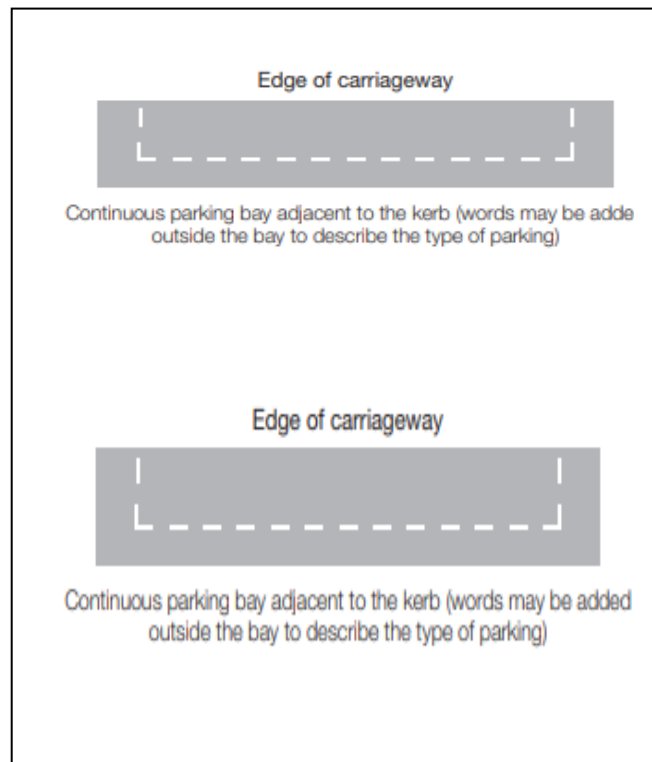 Edge of carriageway
Continuous parking bay adjacent to the kerb (words may be adde
outside the bay to describe the type of parking)
Edge of carriageway
Continuous parking bay adjacent to the kerb (words may be added
outside the bay to describe the type of parking)